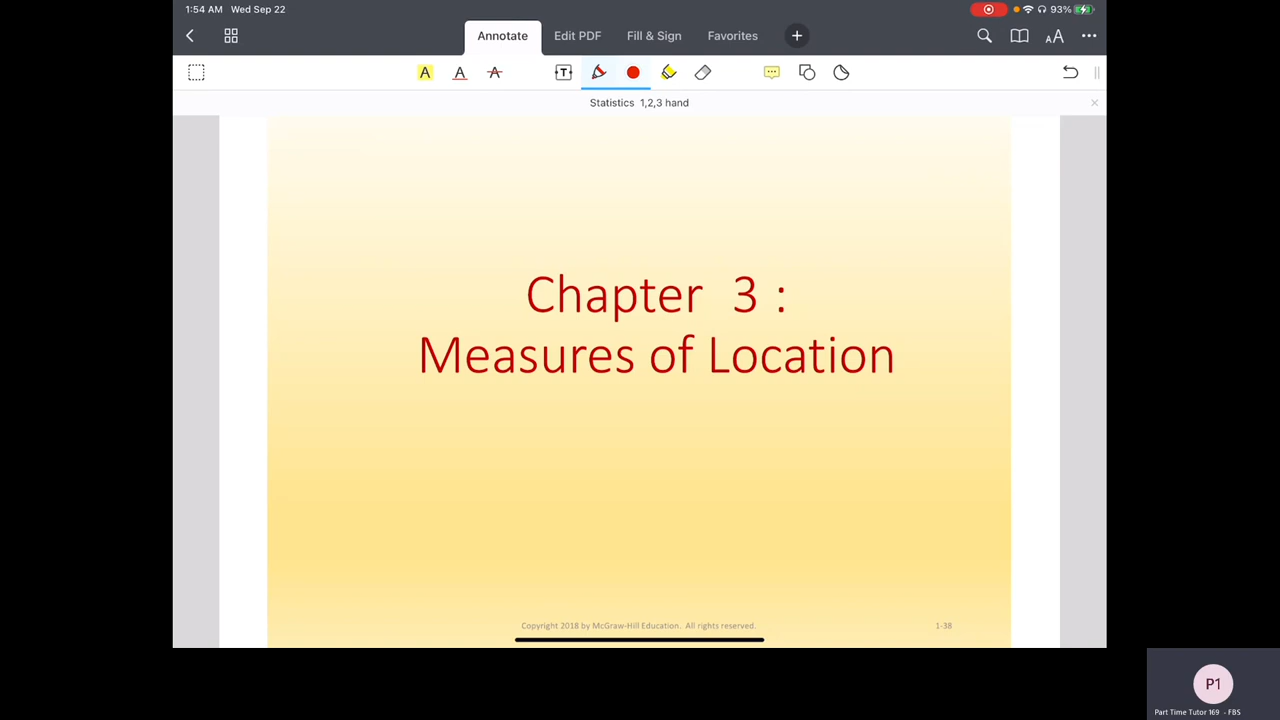 1:54 AM Wed Sep 22
93%
Annotate
Edit PDF
Fill & Sign
Favorites
Statistics 1,2,3 hand
Chapter 3 :
Measures of Location
Copyright 2018 by McGraw-Hill Education. All rights reserved.
1-38
P1
Part Time Tutor 169 - FBS